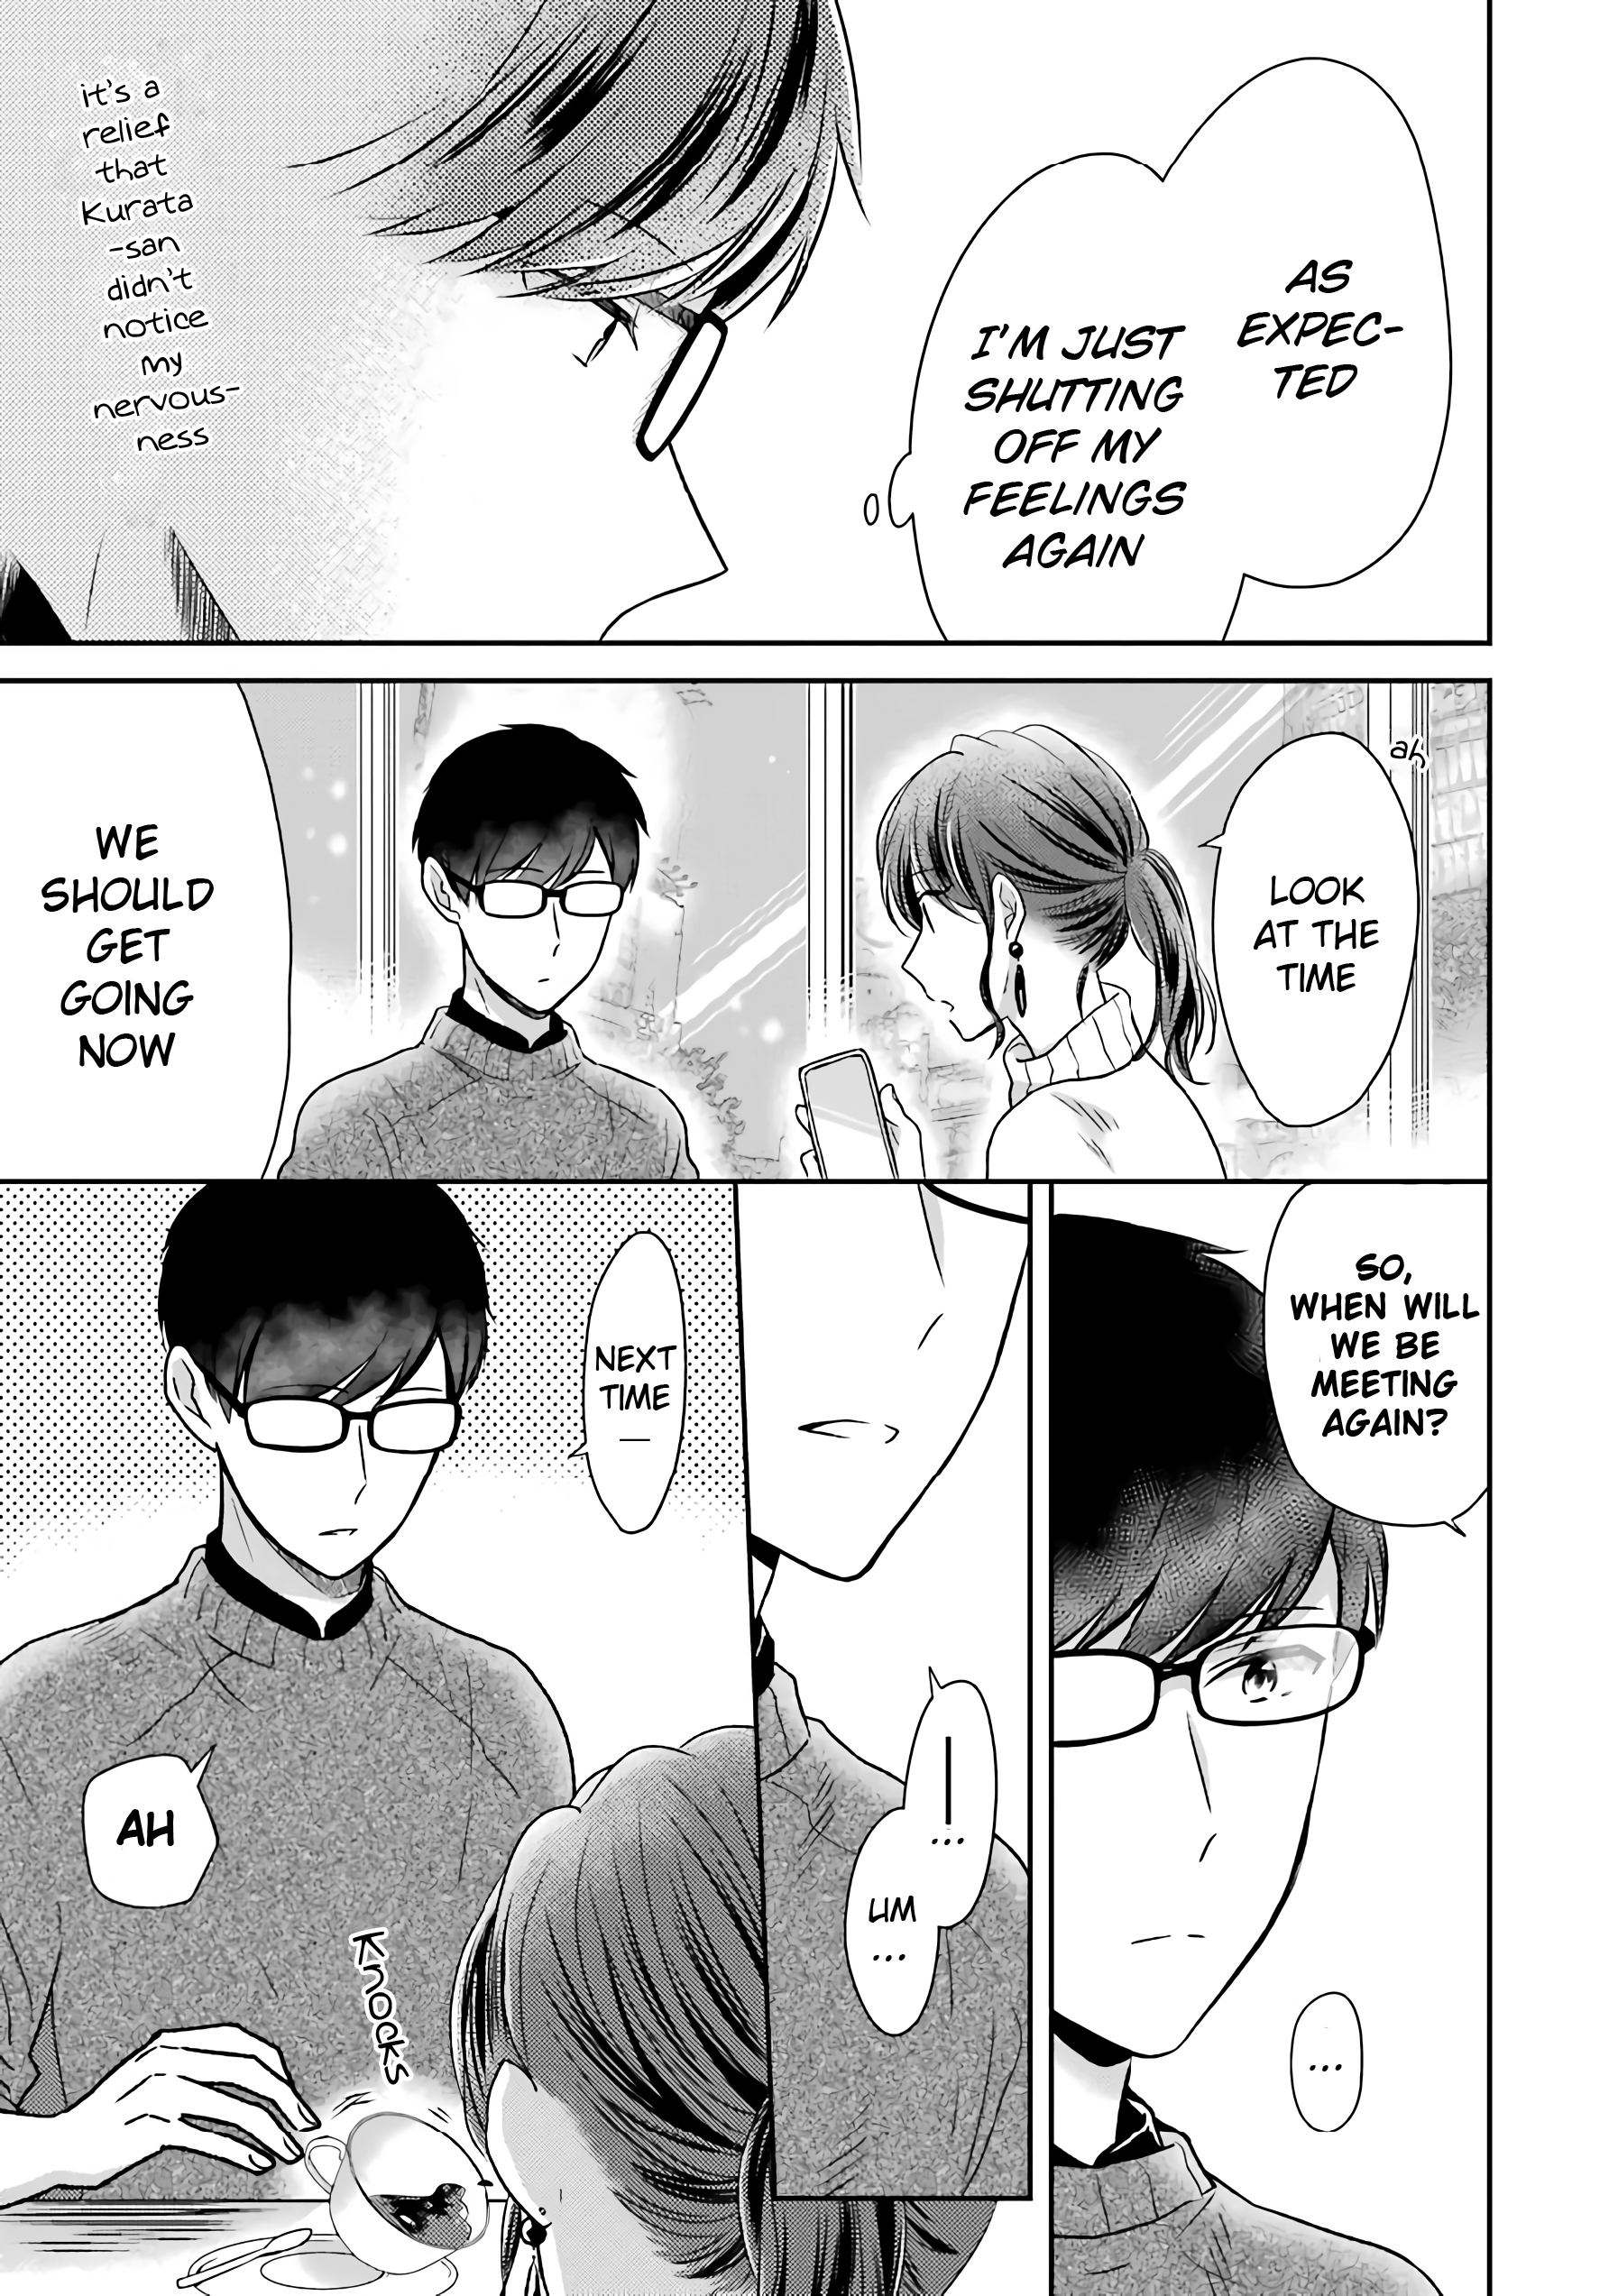 AS
EXPEC-
TED
I'M JUST
SHUTTING
OFF MY
FEELINGS
AGAIN
it's a
relief
that
Kurata
-san
didn't
notice
my
nervous-
ness
ah
LOOK
AT THE
TIME
WE
SHOULD
GET
GOING
NOW
SO,
WHEN WILL
WE BE
MEETING
AGAIN?
...
—
...
UM
...
NEXT
TIME
—
AH
Knocks